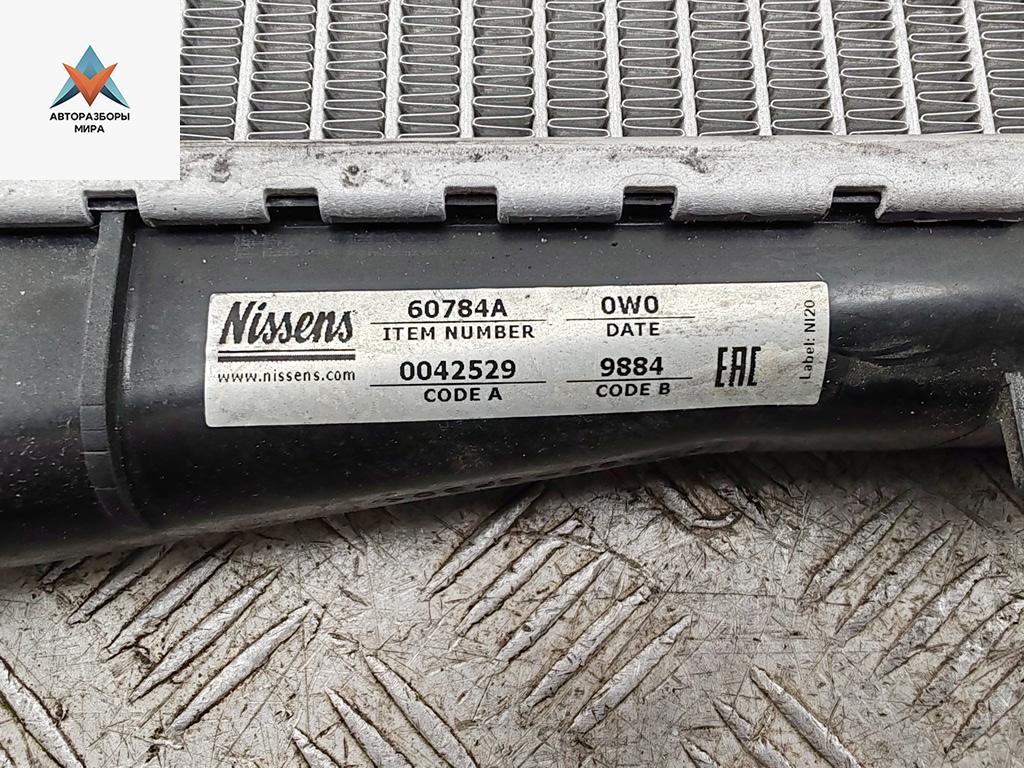 АВТОРАЗБОРЫ
МИРА
Nissens
www.nissens.com
60784A
ITEM NUMBER
0W0
DATE
0042529
CODE A
9884
CODE B
EAC
Label: NI20